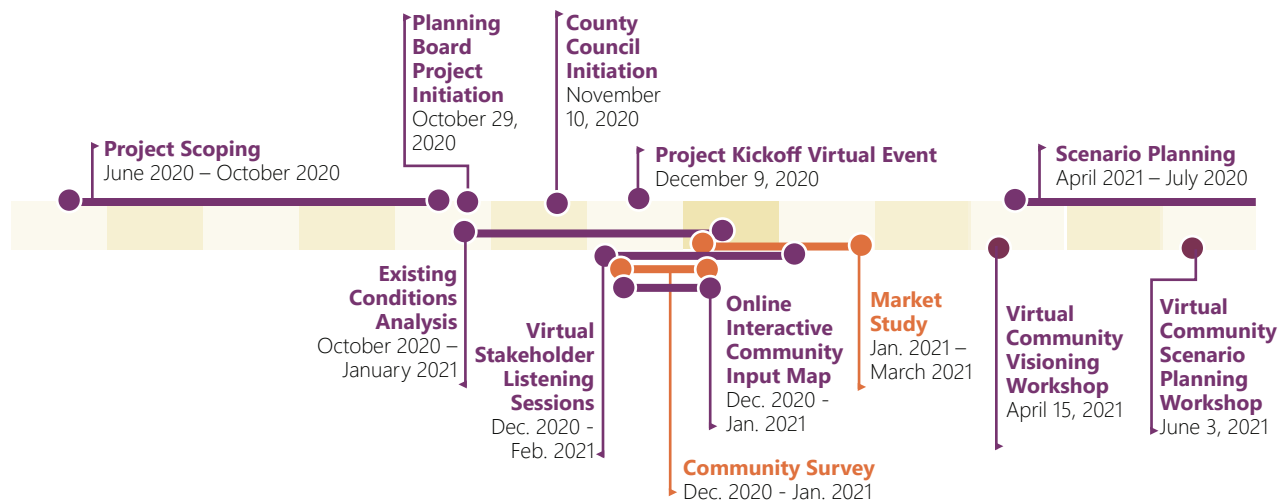 Planning
Board
Project
Initiation
October 29,
2020
County
Council
Initiation
November
10, 2020
Project Scoping
June 2020 – October 2020
Project Kickoff Virtual Event
December 9, 2020
Scenario Planning
April 2021 – July 2020
Existing
Conditions
Analysis
October 2020 –
January 2021
Virtual
Stakeholder
Listening
Sessions
Dec. 2020 -
Feb. 2021
Online
Interactive
Community
Input Map
Dec. 2020 -
Jan. 2021
Community Survey
Dec. 2020 - Jan. 2021
Market
Study
Jan. 2021 –
March 2021
Virtual
Community
Visioning
Workshop
April 15, 2021
Virtual
Community
Scenario
Planning
Workshop
June 3, 2021